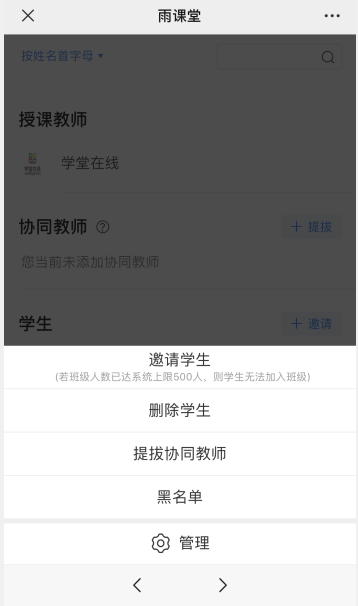 雨课堂
按姓名首字母
授课教师
学堂在线
协同教师
提拔
您当前未添加协同教师
学生
邀请
邀请学生
(若班级人数已达系统上限500人，则学生无法加入班级)
删除学生
提拔协同教师
黑名单
管理